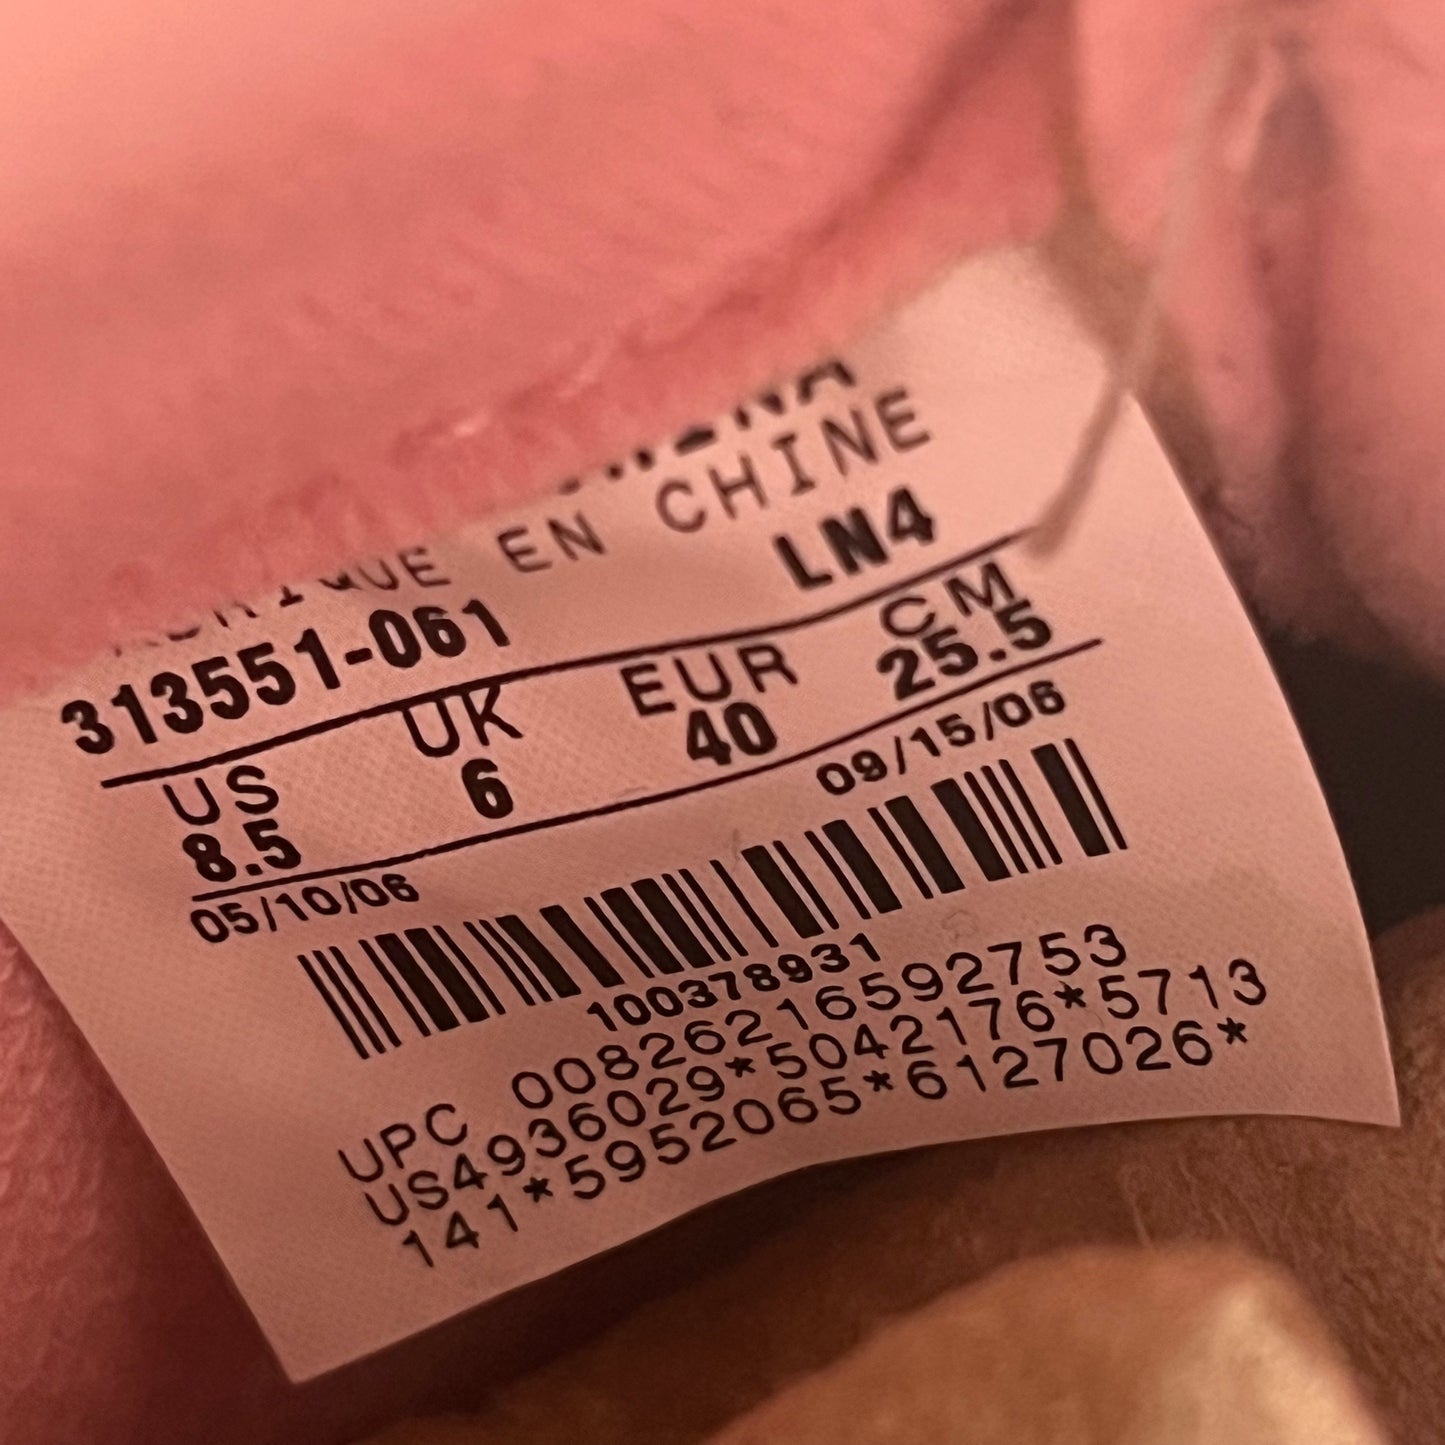 EN CHINE
313551-061 LN4
US UK EUR CM
8.5 6 40 25.5
05/10/06 09/15/06
100378931
UPC 00826216592753
US4936029*5042176*5713
141*5952065*6127026*